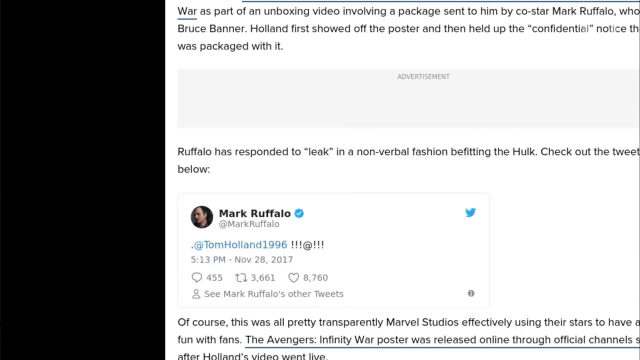 War as part of an unboxing video involving a package sent to him by co-star Mark Ruffalo, who
Bruce Banner. Holland first showed off the poster and then held up the “confidential” notice th
was packaged with it.
ADVERTISEMENT
Ruffalo has responded to “leak” in a non-verbal fashion befitting the Hulk. Check out the tweet
below:
Mark Ruffalo
@MarkRuffalo
.@TomHolland1996 !!!@!!!
5:13 PM - Nov 28, 2017
455 3,661 8,760
See Mark Ruffalo's other Tweets
Of course, this was all pretty transparently Marvel Studios effectively using their stars to have a
fun with fans. The Avengers: Infinity War poster was released online through official channels s
after Holland's video went live.